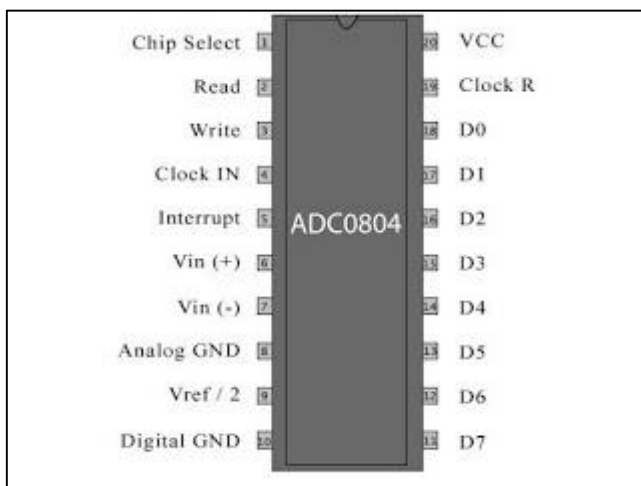 Chip Select 1 20 VCC
Read 2 19 Clock R
Write 3 18 D0
Clock IN 4 17 D1
Interrupt 5 ADC0804 16 D2
Vin (+) 6 15 D3
Vin (-) 7 14 D4
Analog GND 8 13 D5
Vref / 2 9 12 D6
Digital GND 10 11 D7